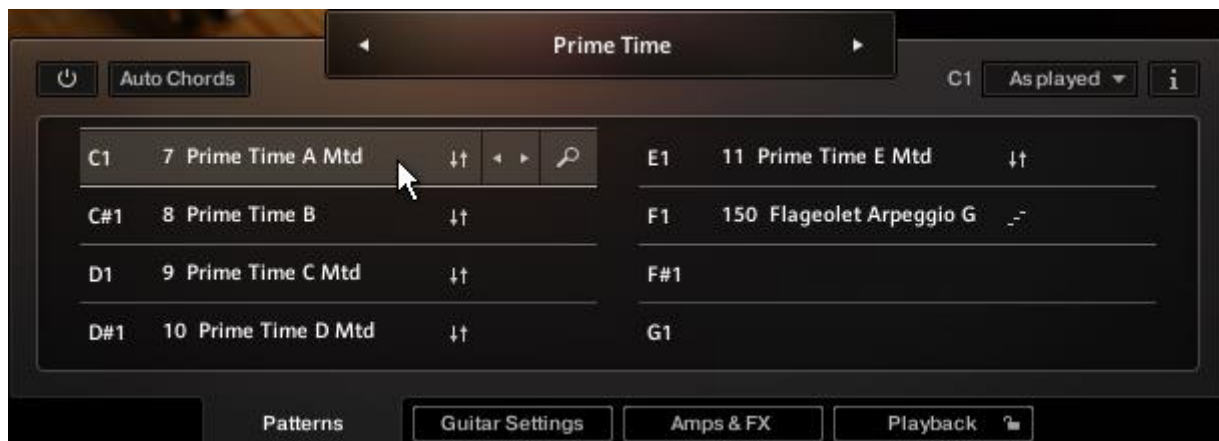 Prime Time
Auto Chords
C1 As played i
C1 7 Prime Time A Mtd
C#1 8 Prime Time B
D1 9 Prime Time C Mtd
D#1 10 Prime Time D Mtd
E1 11 Prime Time E Mtd
F1 150 Flageolet Arpeggio G
F#1
G1
Patterns
Guitar Settings
Amps & FX
Playback